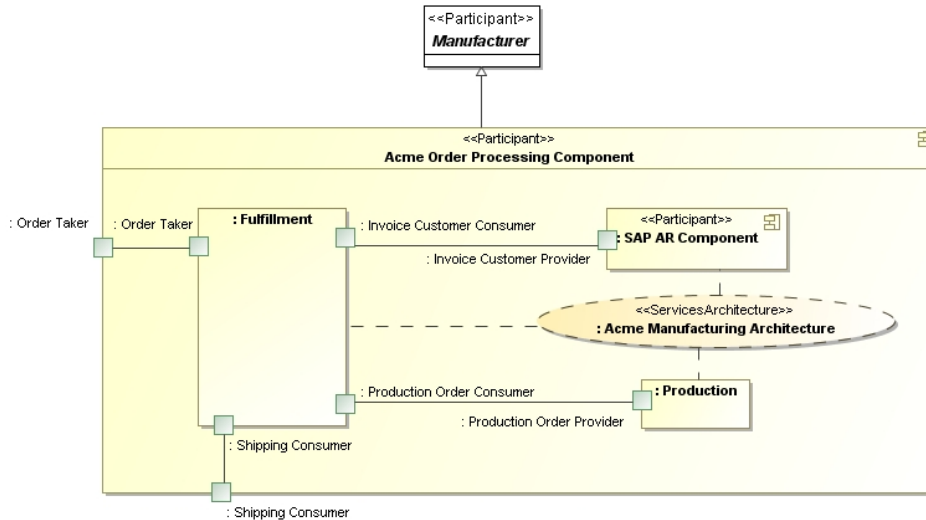 <<Participant>>
Manufacturer
<<Participant>>
Acme Order Processing Component
: Order Taker
: Order Taker
: Fulfillment
: Invoice Customer Consumer
: Invoice Customer Provider
<<Participant>>
: SAP AR Component
<<ServicesArchitecture>>
: Acme Manufacturing Architecture
: Production Order Consumer
: Production Order Provider
: Production
: Shipping Consumer
: Shipping Consumer